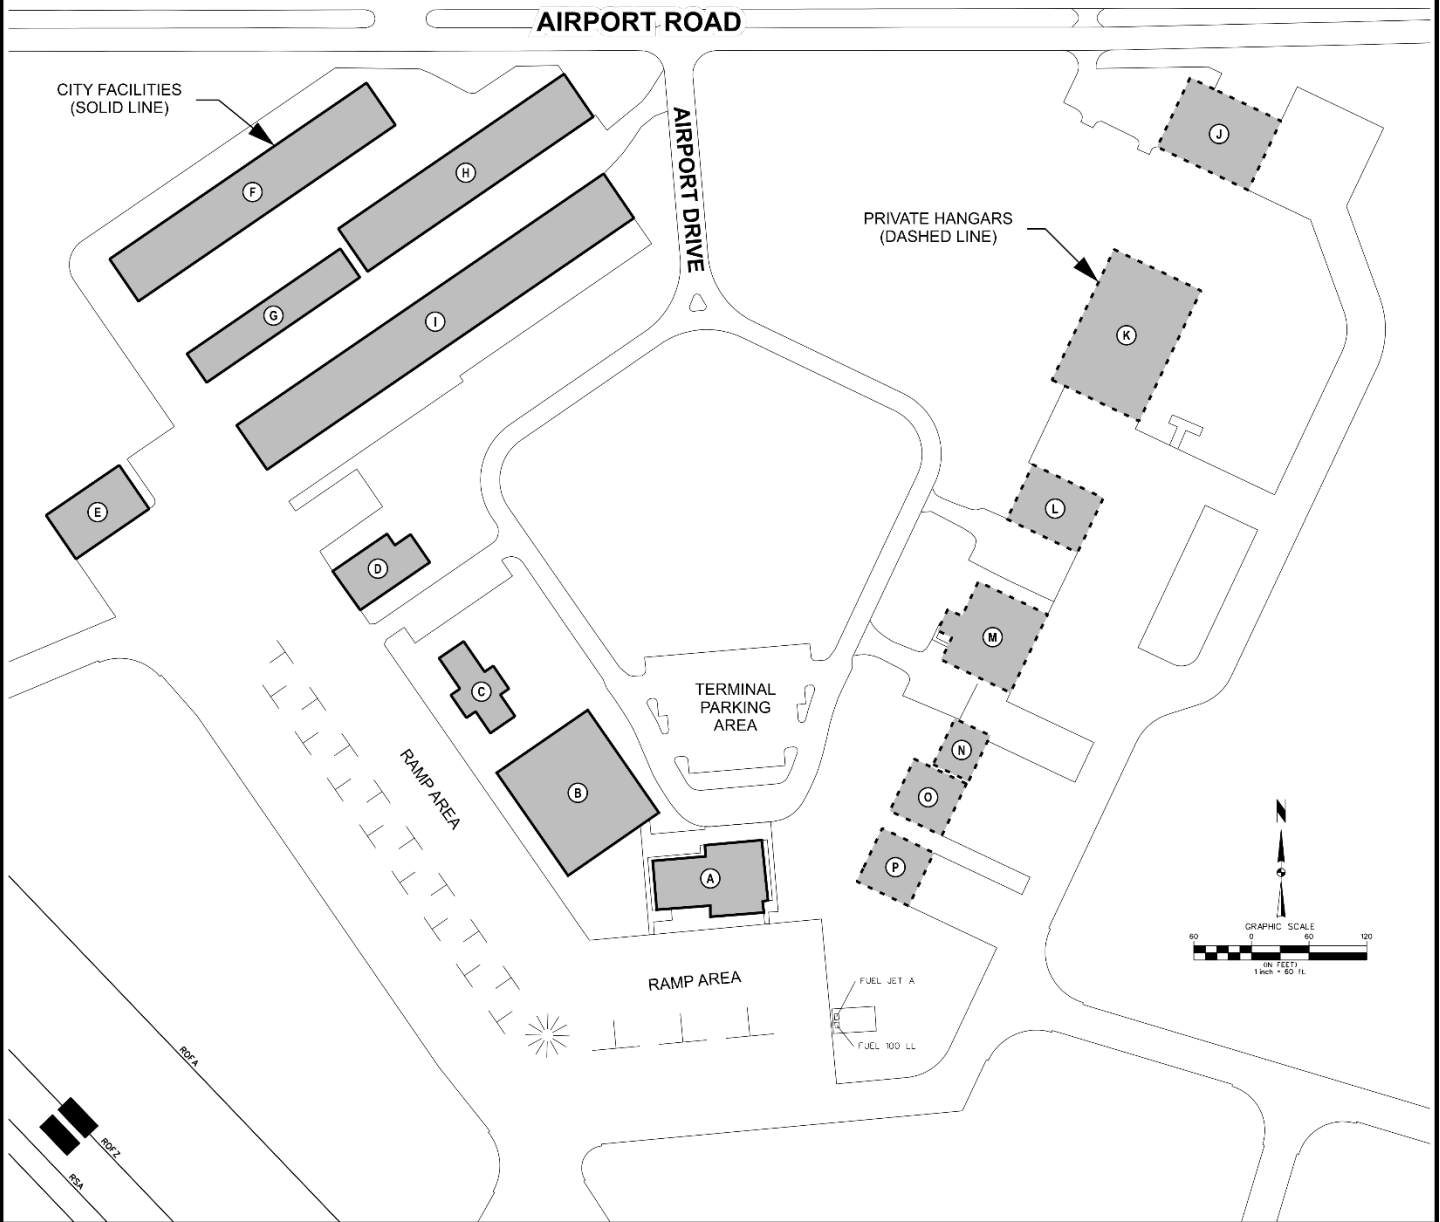 AIRPORT ROAD
CITY FACILITIES
(SOLID LINE)
AIRPORT DRIVE
J
H
F
PRIVATE HANGARS
(DASHED LINE)
G
I
K
E
L
D
M
C
TERMINAL
PARKING
AREA
RAMP AREA
N
B
O
N
P
A
GRAPHIC SCALE
60 0 60 120
(IN FEET)
1 inch = 60 ft.
RAMP AREA
FUEL JET A
FUEL 100 LL
ROFA
ROFZ
RSA